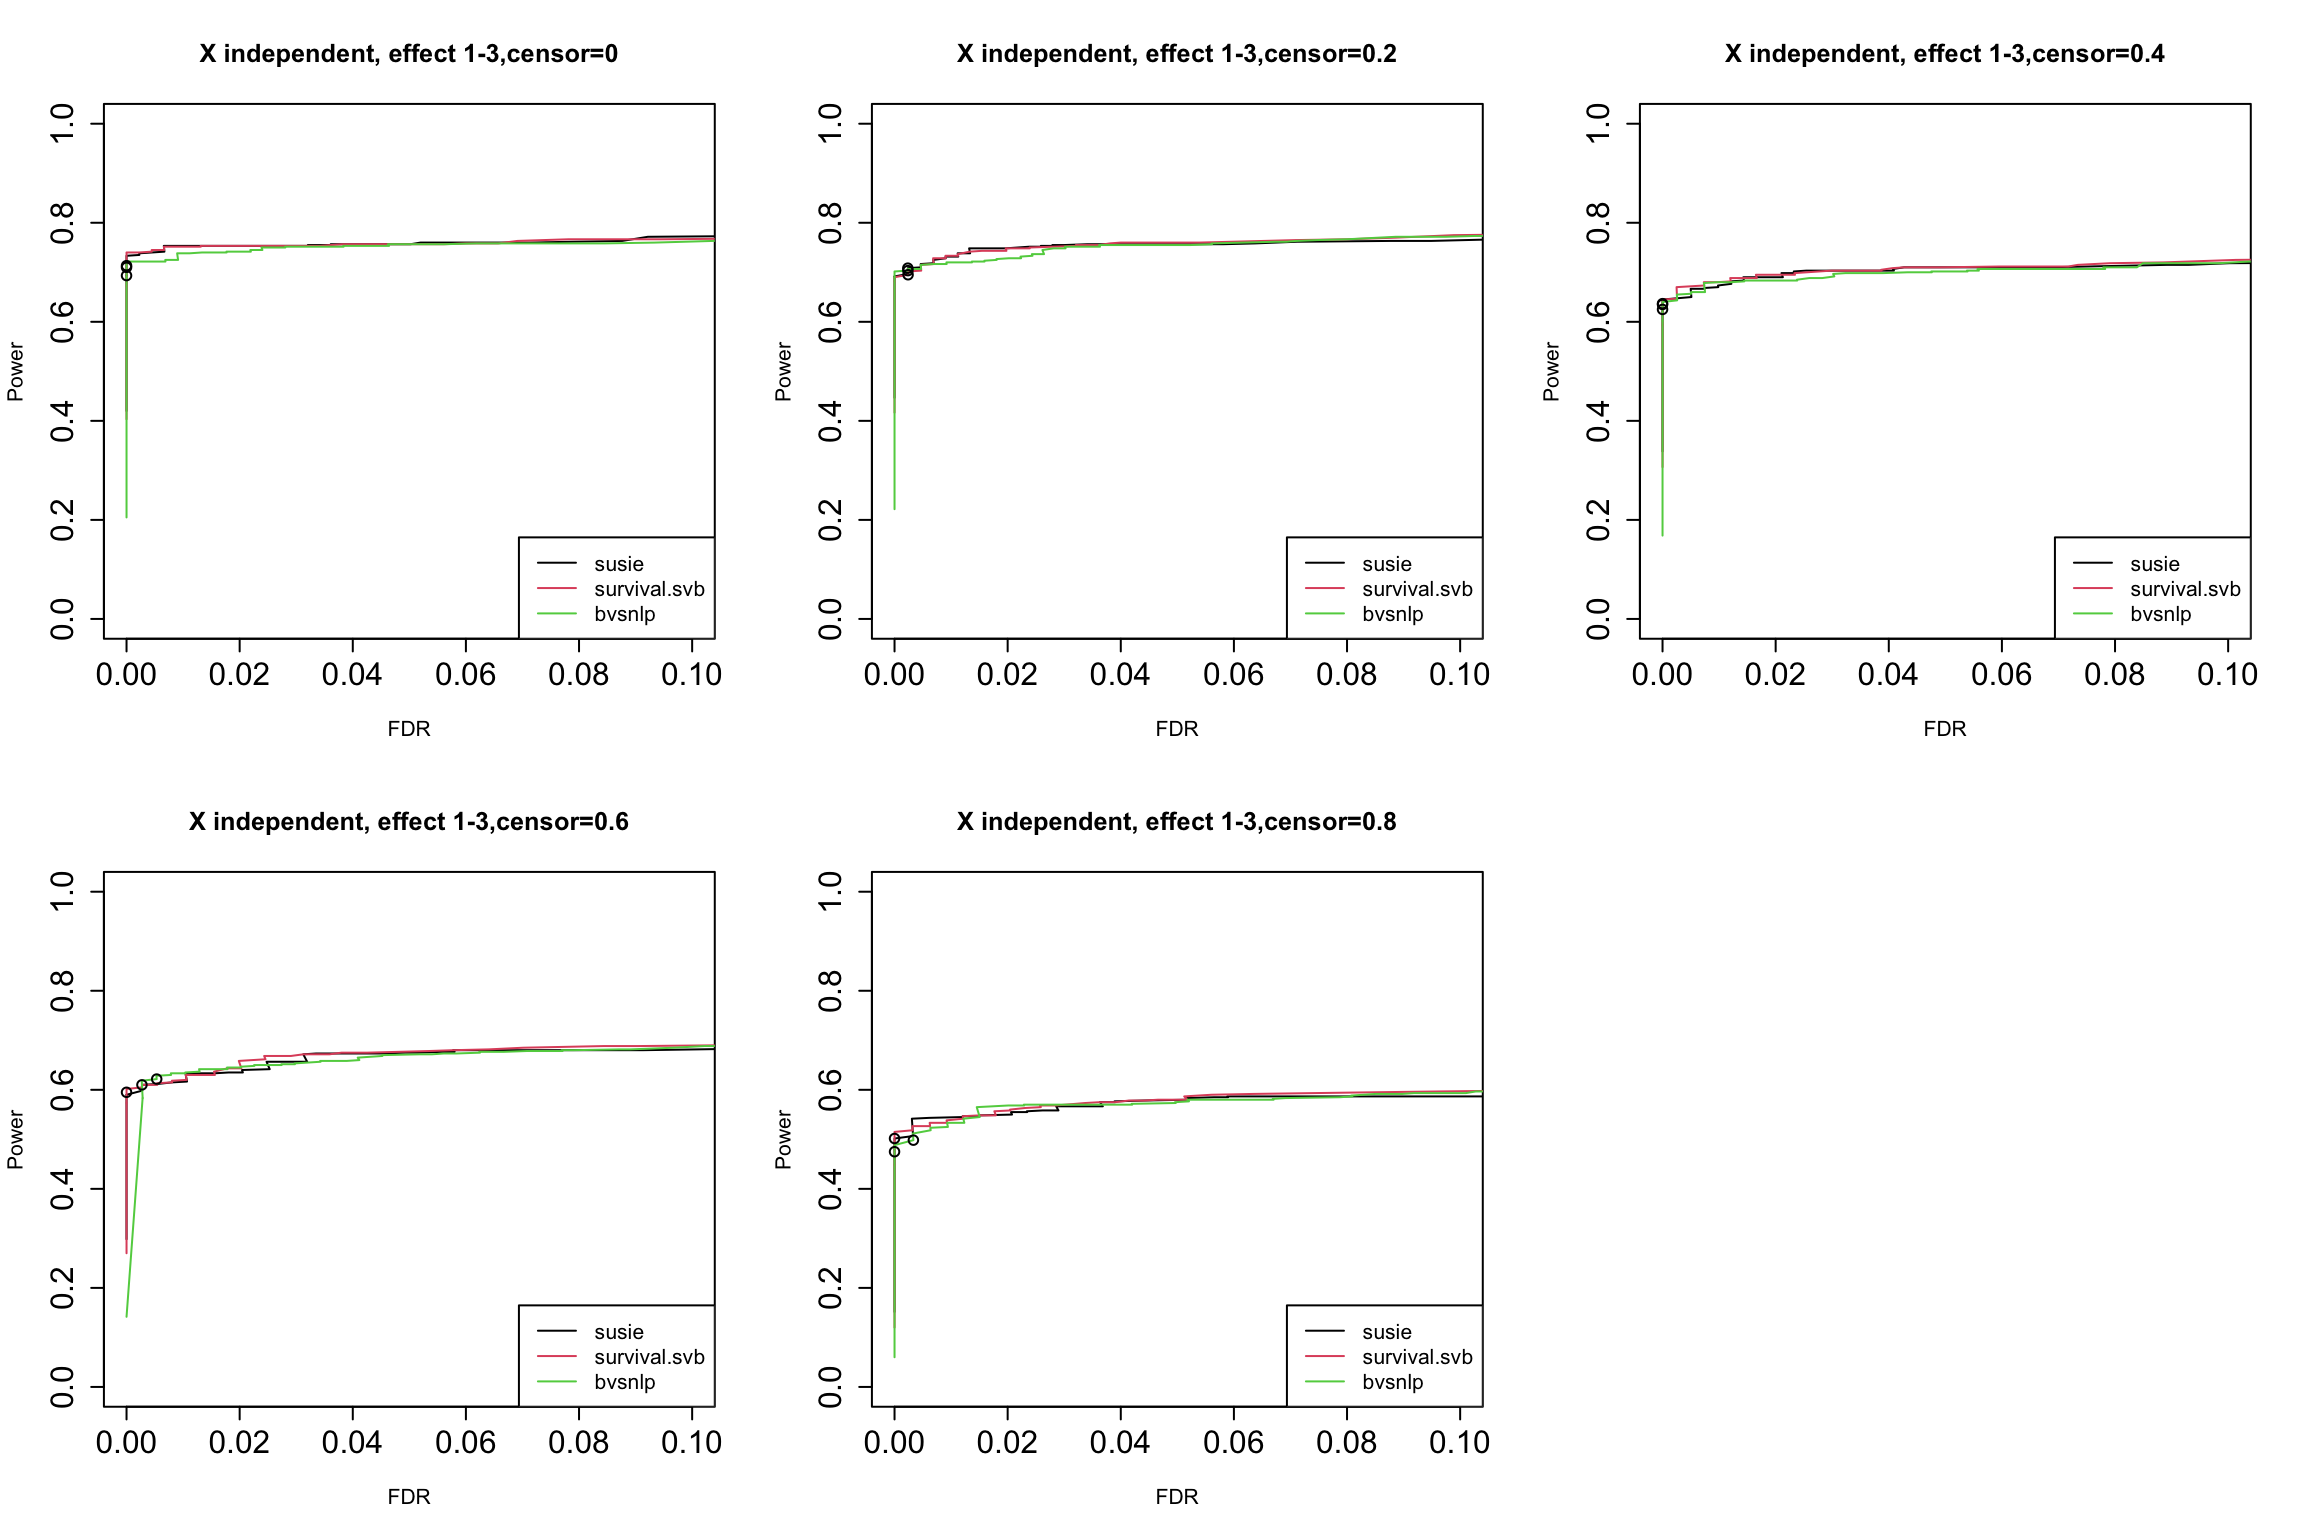 X independent, effect 1-3,censor=0
Power
0.0 0.2 0.4 0.6 0.8 1.0
susie
survival.svb
bvsnlp
0.00 0.02 0.04 0.06 0.08 0.10
FDR
X independent, effect 1-3,censor=0.2
Power
0.0 0.2 0.4 0.6 0.8 1.0
susie
survival.svb
bvsnlp
0.00 0.02 0.04 0.06 0.08 0.10
FDR
X independent, effect 1-3,censor=0.4
Power
0.0 0.2 0.4 0.6 0.8 1.0
susie
survival.svb
bvsnlp
0.00 0.02 0.04 0.06 0.08 0.10
FDR
X independent, effect 1-3,censor=0.6
Power
0.0 0.2 0.4 0.6 0.8 1.0
susie
survival.svb
bvsnlp
0.00 0.02 0.04 0.06 0.08 0.10
FDR
X independent, effect 1-3,censor=0.8
Power
0.0 0.2 0.4 0.6 0.8 1.0
susie
survival.svb
bvsnlp
0.00 0.02 0.04 0.06 0.08 0.10
FDR